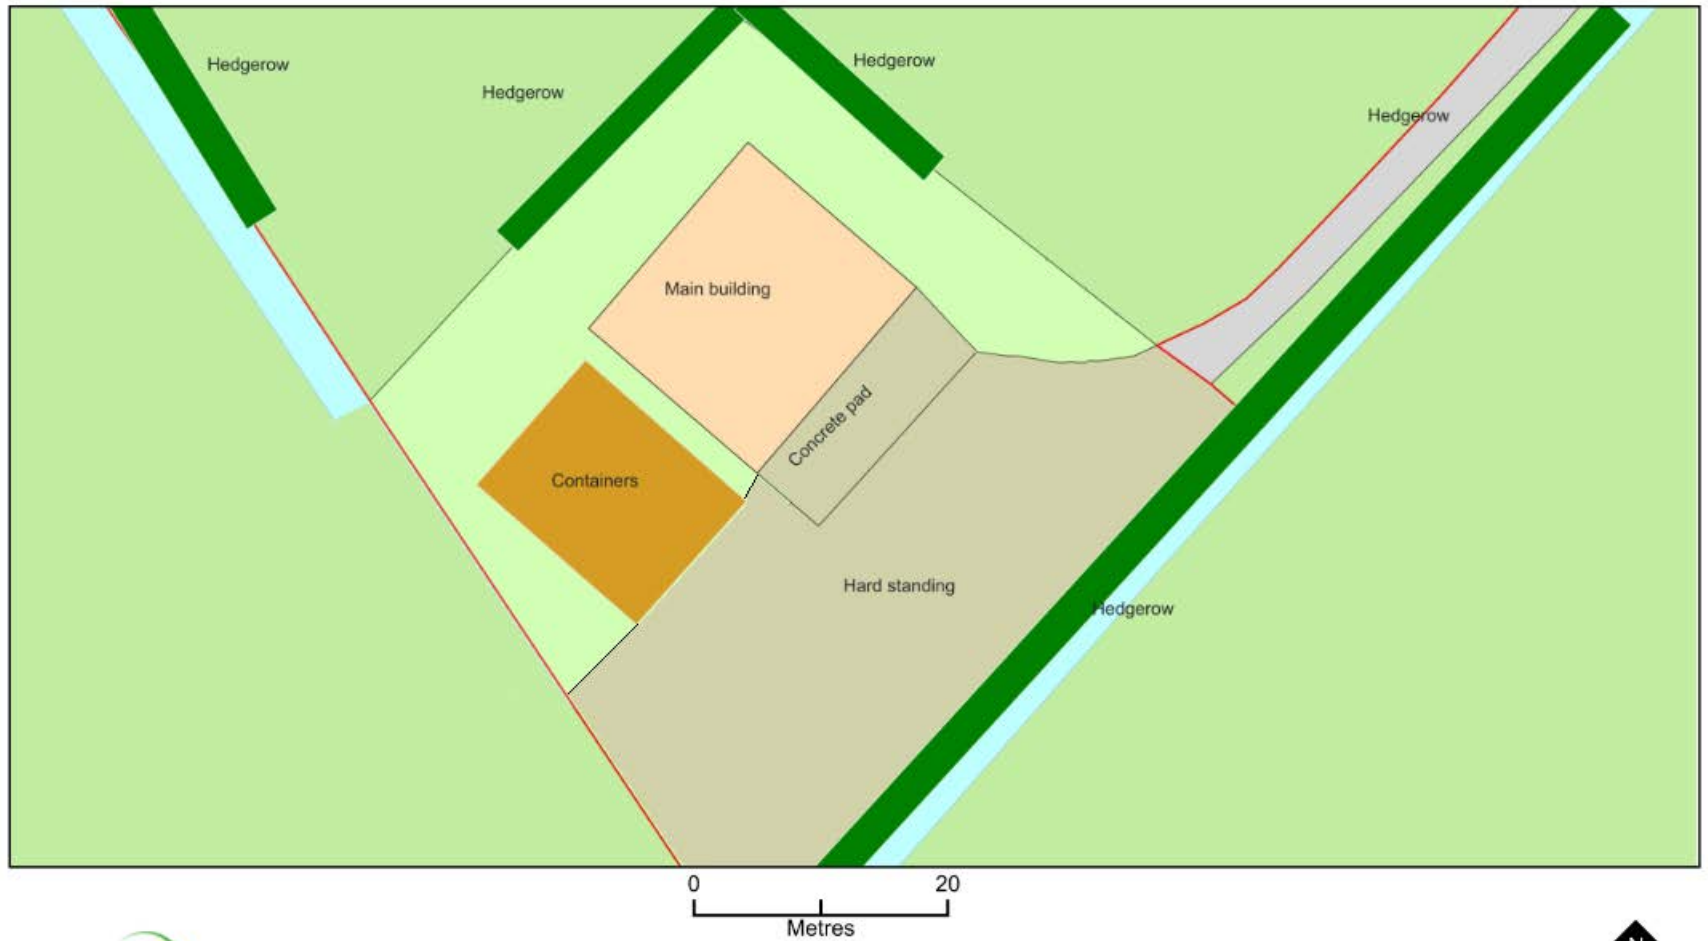 Hedgerow
Hedgerow
Hedgerow
Hedgerow
Main building
Concrete pad
Containers
Hard standing
Hedgerow
0 20
Metres
N